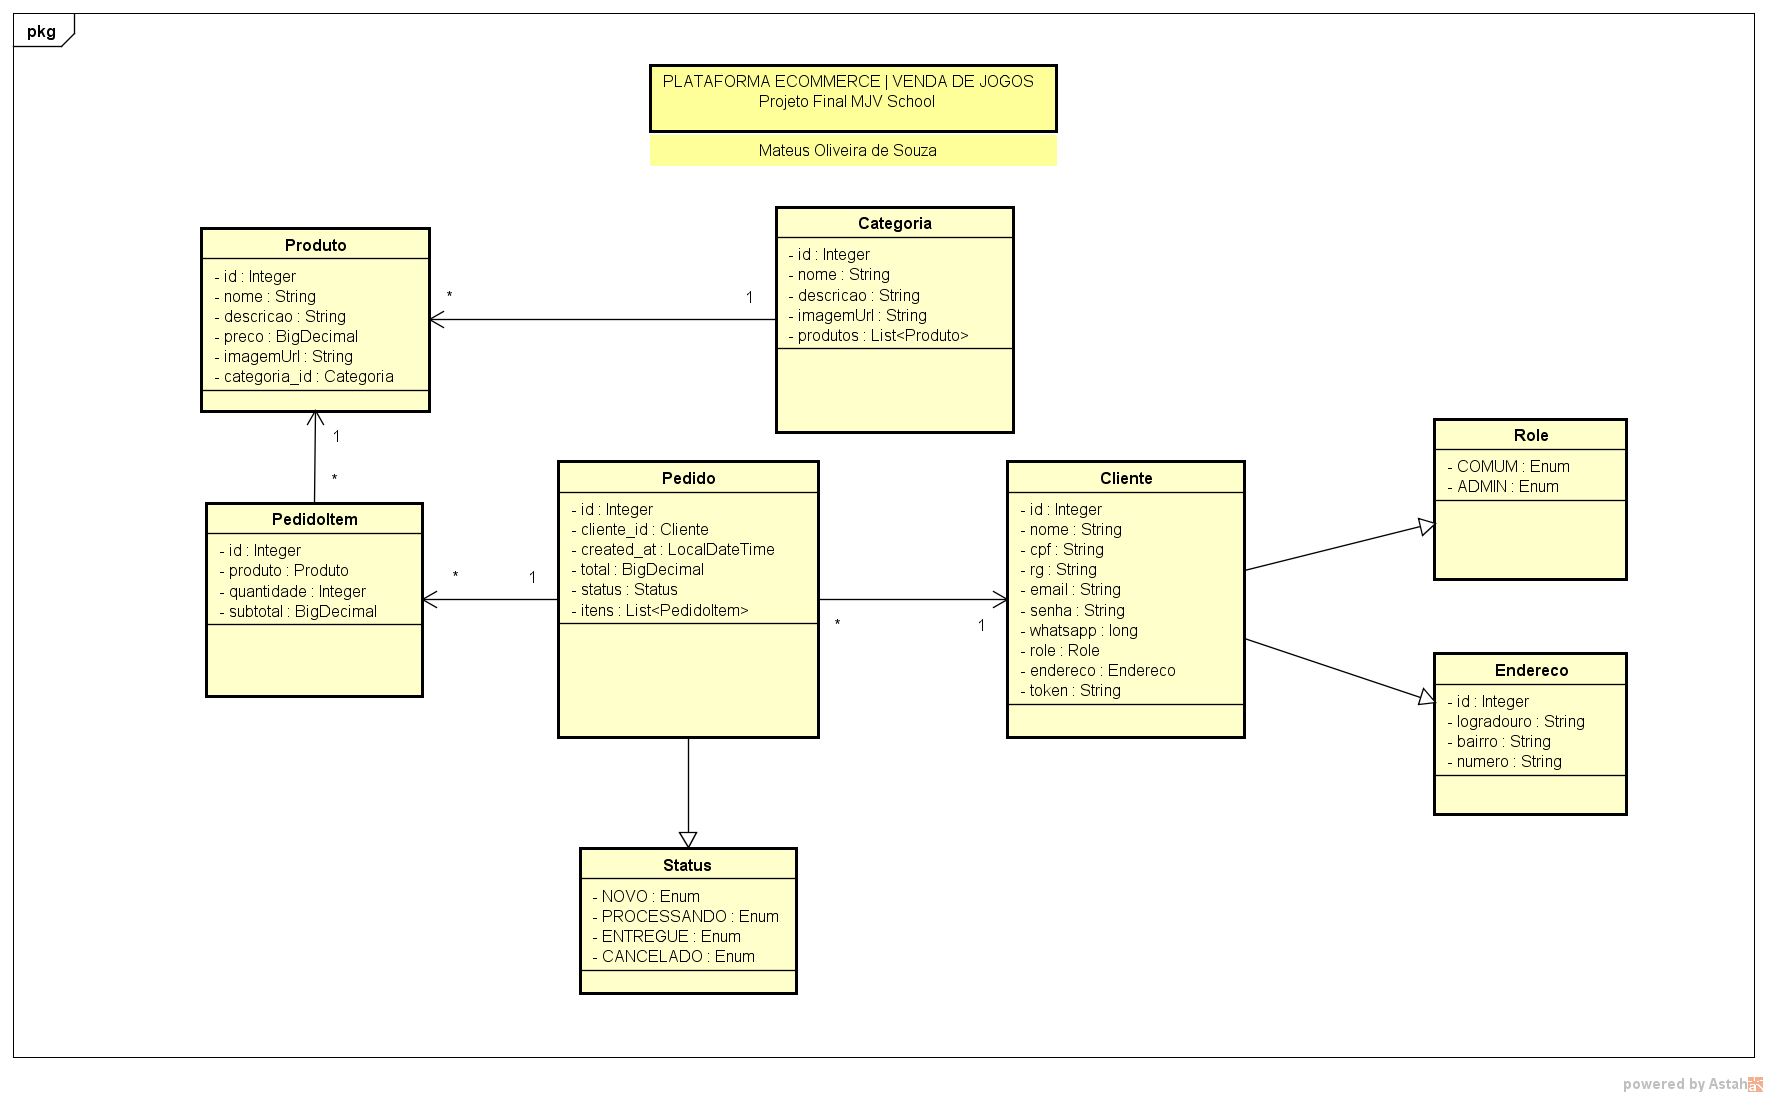 pkg
PLATAFORMA ECOMMERCE | VENDA DE JOGOS
Projeto Final MJV School
Mateus Oliveira de Souza
Produto
- id : Integer
- nome : String
- descricao : String
- preco : BigDecimal
- imagemUrl : String
- categoria_id : Categoria
*
1
Categoria
- id : Integer
- nome : String
- descricao : String
- imagemUrl : String
- produtos : List<Produto>
1
*
PedidoItem
- id : Integer
- produto : Produto
- quantidade : Integer
- subtotal : BigDecimal
*
1
Pedido
- id : Integer
- cliente_id : Cliente
- created_at : LocalDateTime
- total : BigDecimal
- status : Status
- itens : List<PedidoItem>
*
1
Cliente
- id : Integer
- nome : String
- cpf : String
- rg : String
- email : String
- senha : String
- whatsapp : long
- role : Role
- endereco : Endereco
- token : String
Role
- COMUM : Enum
- ADMIN : Enum
Endereco
- id : Integer
- logradouro : String
- bairro : String
- numero : String
Status
- NOVO : Enum
- PROCESSANDO : Enum
- ENTREGUE : Enum
- CANCELADO : Enum
powered by Astah